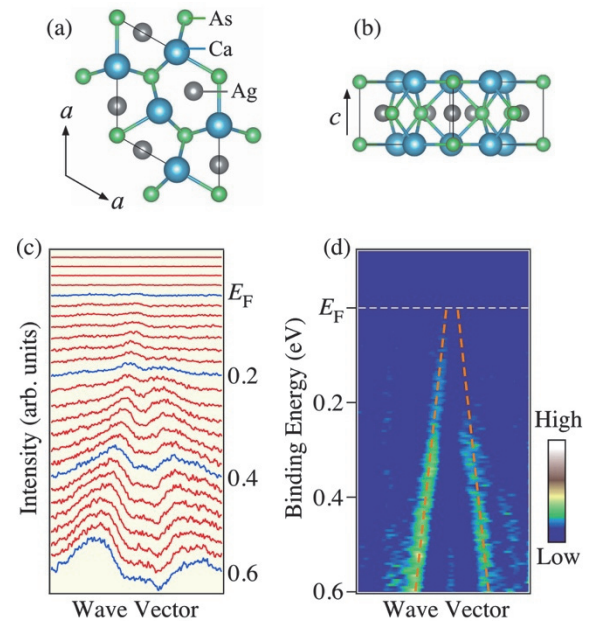 (a)
As
Ca
Ag
a
a
(b)
c
(c)
Intensity (arb. units)
E_F
0.2
0.4
0.6
Wave Vector
(d)
Binding Energy (eV)
E_F
0.2
0.4
0.6
Wave Vector
High
Low